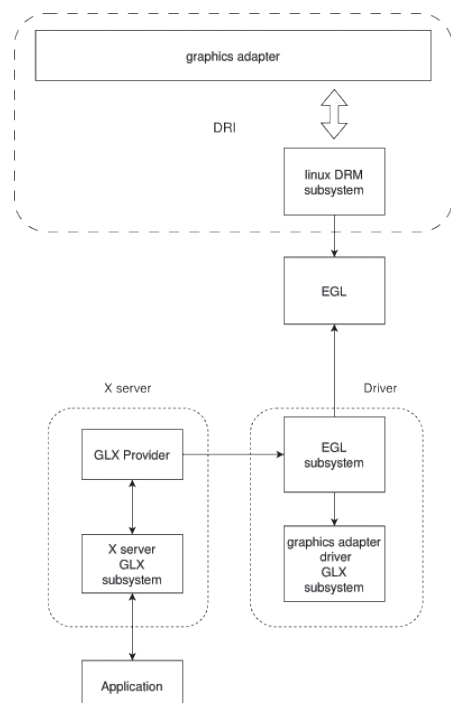 graphics adapter
DRI
linux DRM
subsystem
EGL
X server
Driver
GLX Provider
EGL
subsystem
X server
GLX
subsystem
graphics adapter
driver
GLX
subsystem
Application